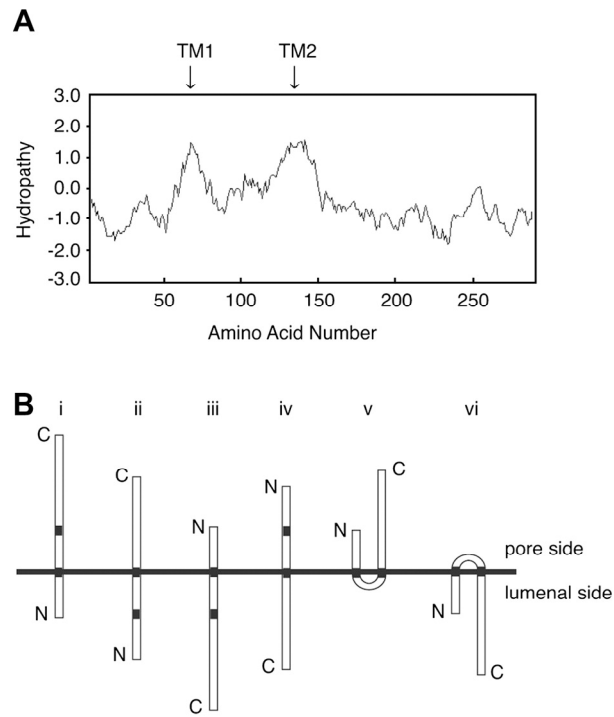 A
TM1 TM2
3.0
2.0
1.0
0.0
-1.0
-2.0
-3.0
Hydropathy
50 100 150 200 250
Amino Acid Number
B i ii iii iv v vi
C
C
N
N
N
C
pore side
lumenal side
N
N
C
C
N
C